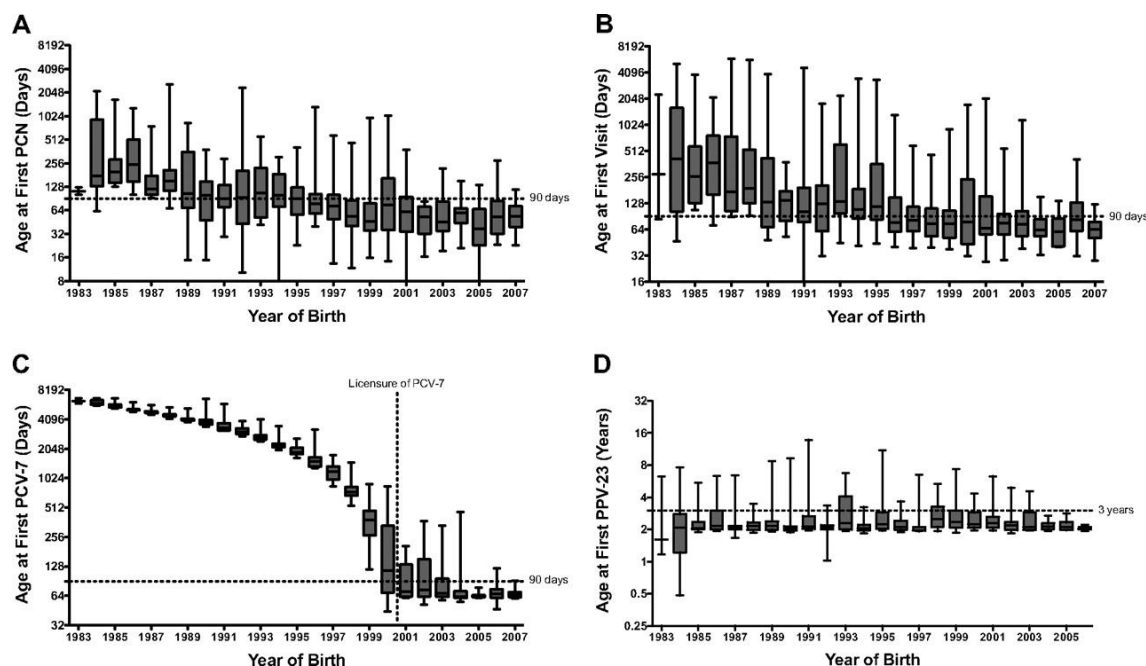 A
Age at First PCN (Days)
8192
4096
2048
1024
512
256
128
64
32
16
8
90 days
1983 1985 1987 1989 1991 1993 1995 1997 1999 2001 2003 2005 2007
Year of Birth
B
Age at First Visit (Days)
8192
4096
2048
1024
512
256
128
64
32
16
90 days
1983 1985 1987 1989 1991 1993 1995 1997 1999 2001 2003 2005 2007
Year of Birth
C
Licensure of PCV-7
Age at First PCV-7 (Days)
8192
4096
2048
1024
512
256
128
64
32
90 days
1983 1985 1987 1989 1991 1993 1995 1997 1999 2001 2003 2005 2007
Year of Birth
D
Age at First PPV-23 (Years)
32
16
8
4
2
1
0.5
0.25
3 years
1983 1985 1987 1989 1991 1993 1995 1997 1999 2001 2003 2005
Year of Birth